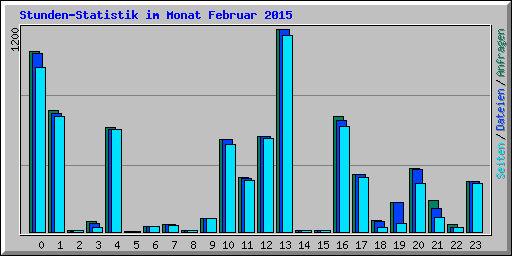 Stunden-Statistik im Monat Februar 2015
1200
Seiten / Dateien / Anfragen
0 1 2 3 4 5 6 7 8 9 10 11 12 13 14 15 16 17 18 19 20 21 22 23